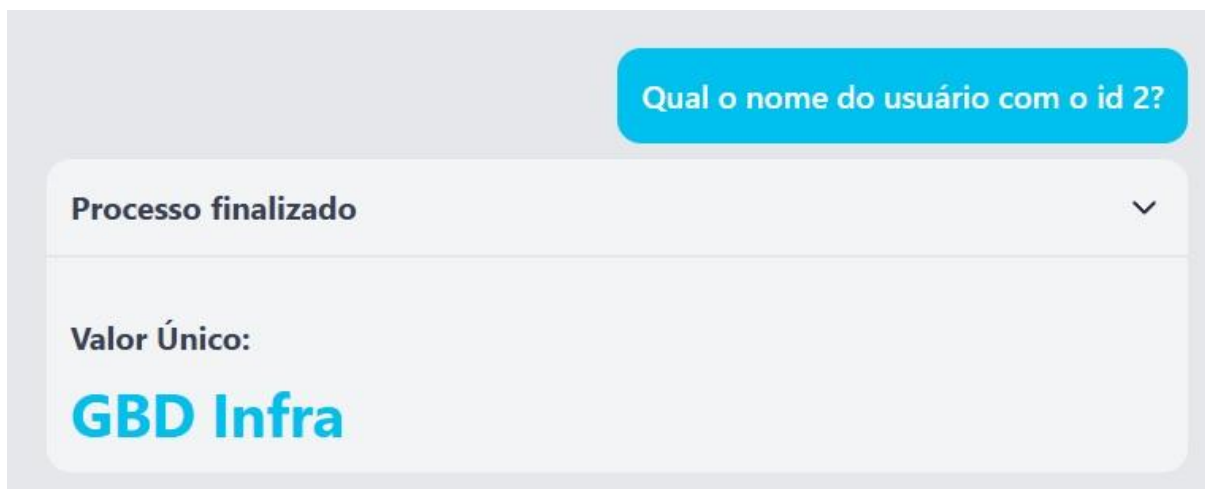 Qual o nome do usuário com o id 2?
Processo finalizado
Valor Único:
GBD Infra